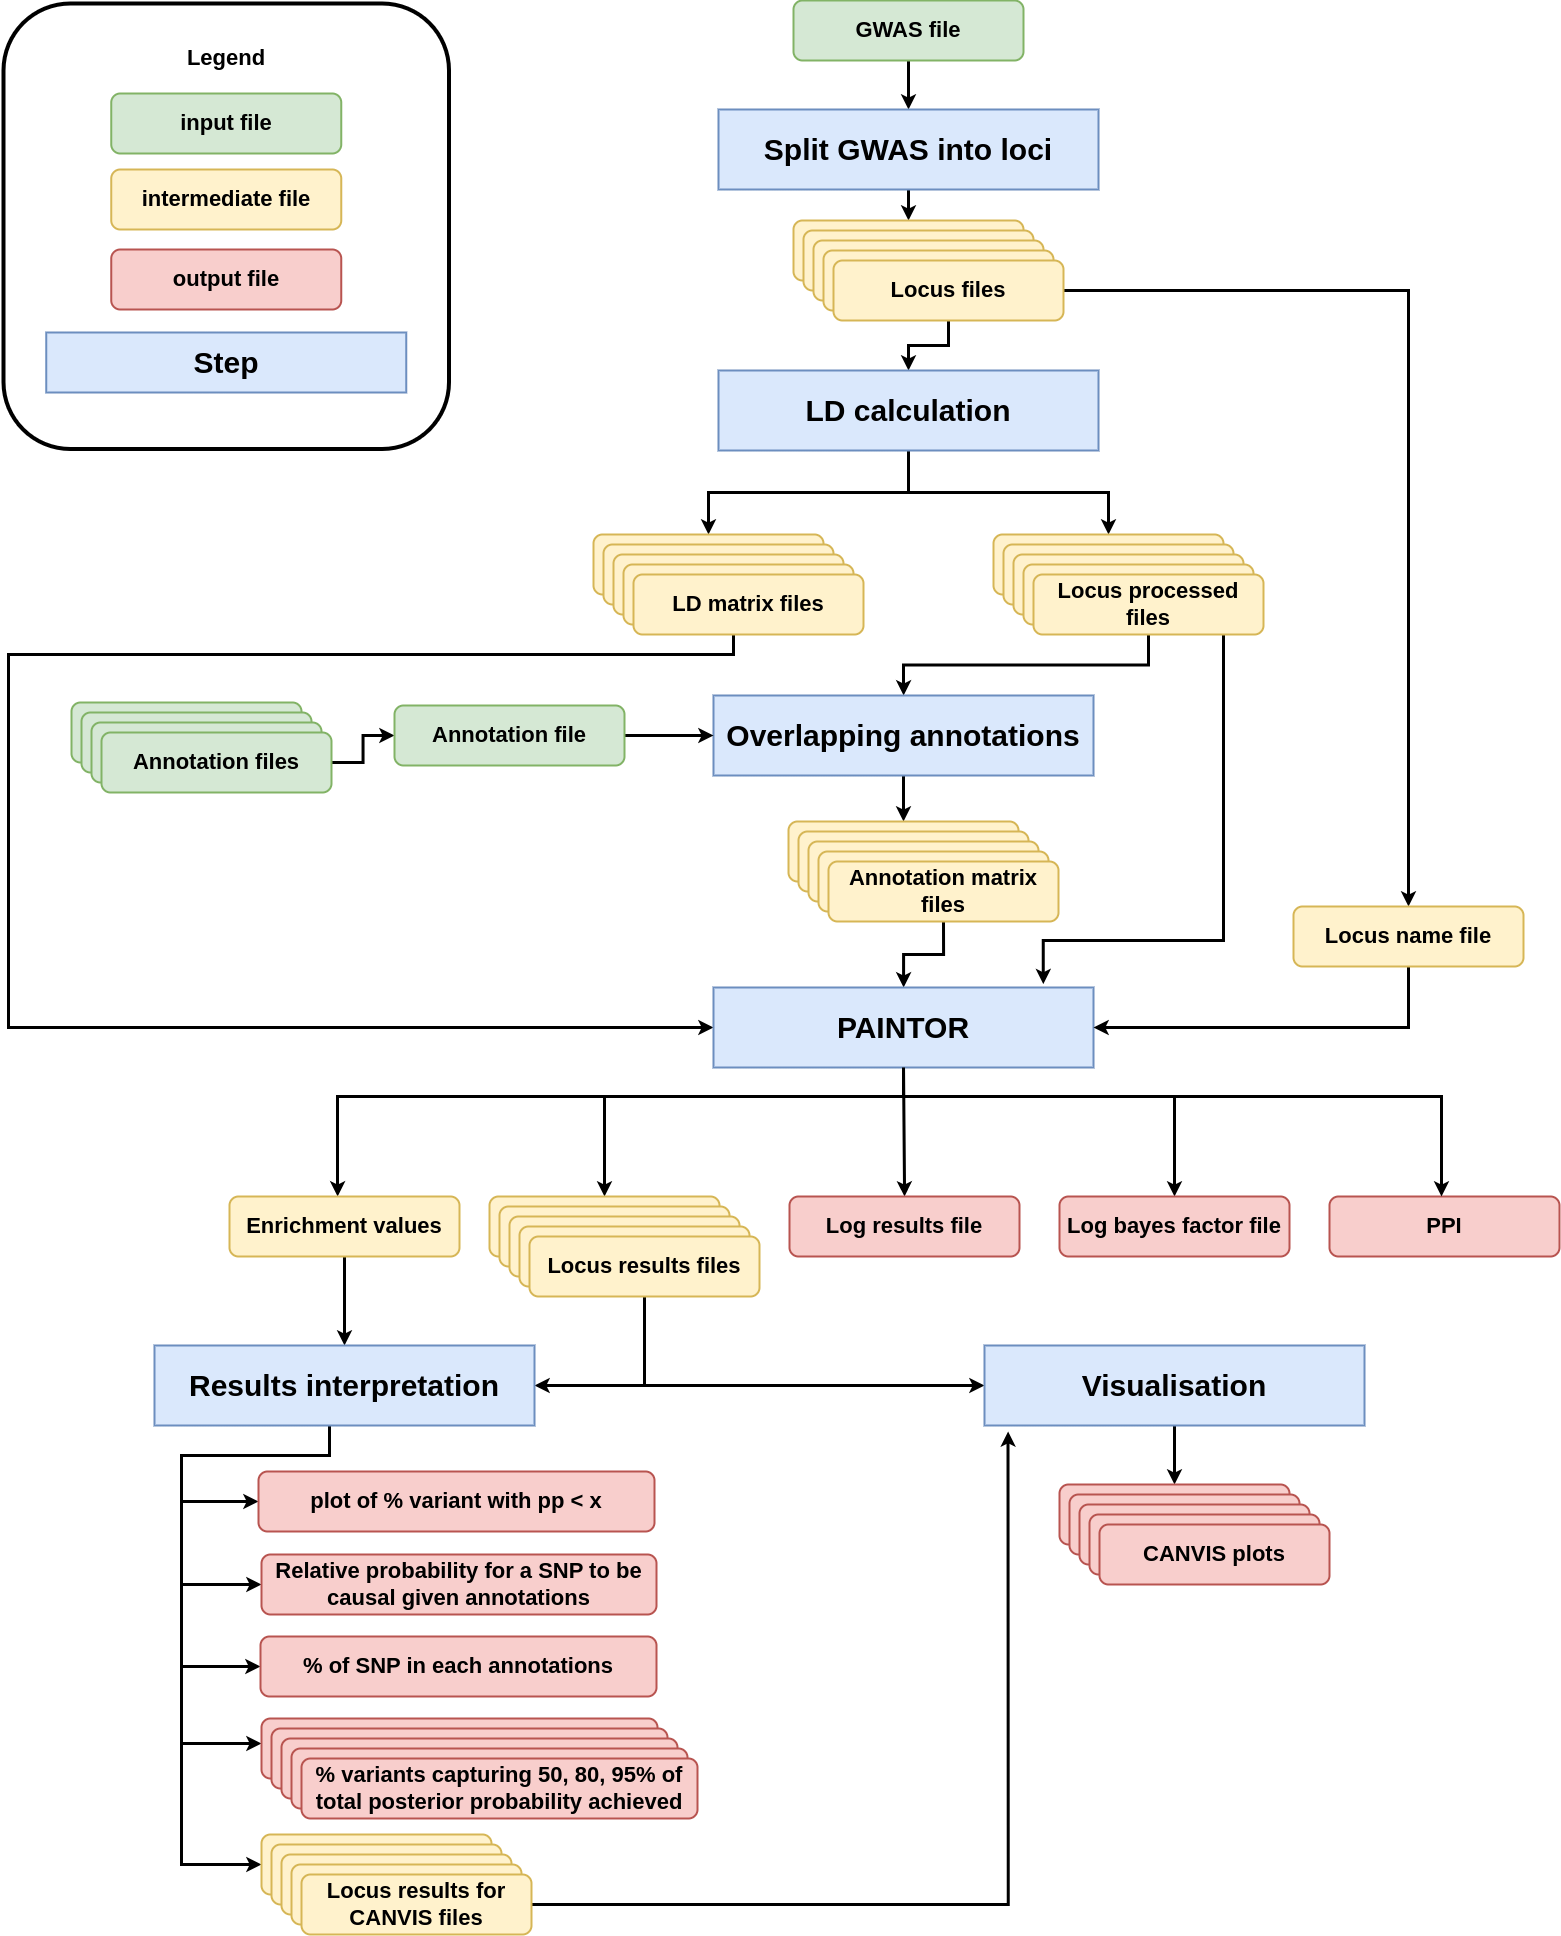 Legend
input file
intermediate file
output file
Step
GWAS file
Split GWAS into loci
Locus files
LD calculation
LD matrix files
Locus processed
files
Annotation files
Annotation file
Overlapping annotations
Annotation matrix
files
Locus name file
PAINTOR
Enrichment values
Locus results files
Log results file
Log bayes factor file
PPI
Results interpretation
Visualisation
plot of % variant with pp < x
Relative probability for a SNP to be
causal given annotations
% of SNP in each annotations
% variants capturing 50, 80, 95% of
total posterior probability achieved
Locus results for
CANVIS files
CANVIS plots